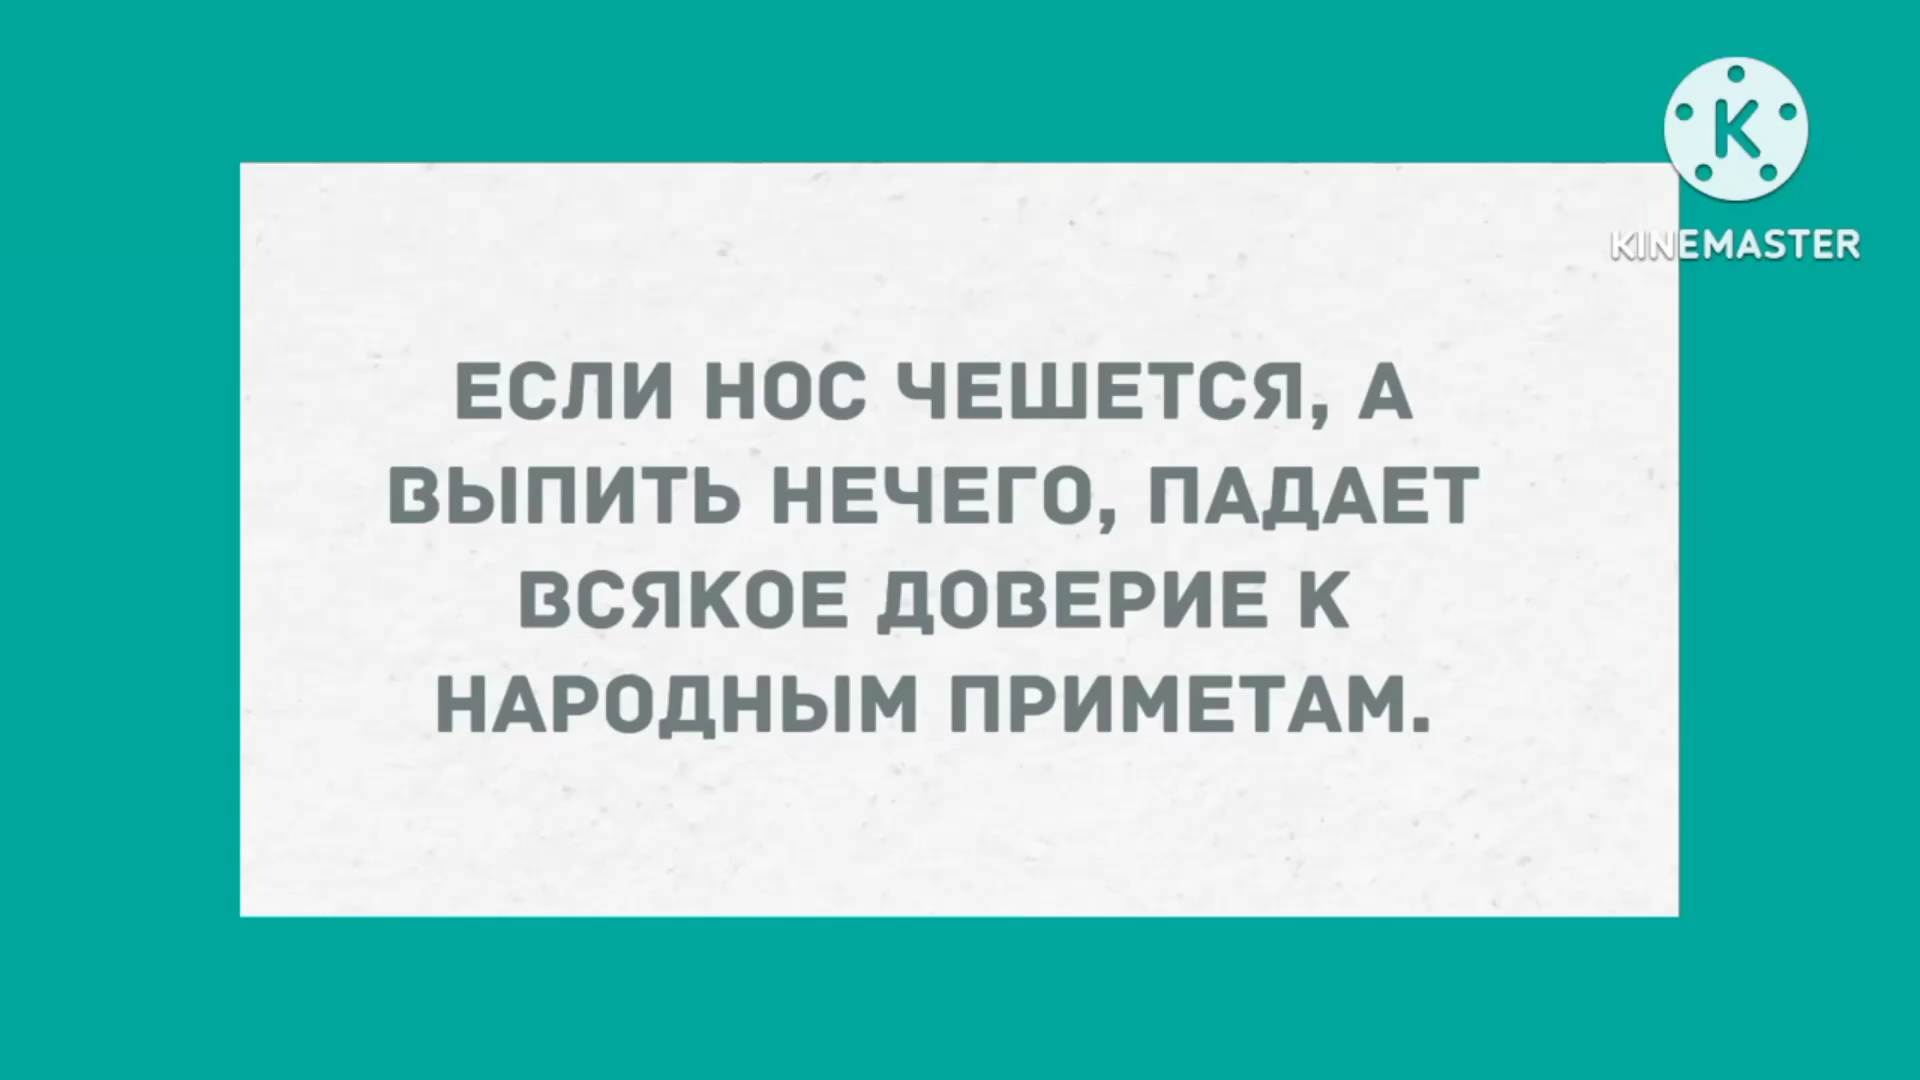 K
KINEMASTER
ЕСЛИ НОС ЧЕШЕТСЯ, А
ВЫПИТЬ НЕЧЕГО, ПАДАЕТ
ВСЯКОЕ ДОВЕРИЕ К
НАРОДНЫМ ПРИМЕТАМ.